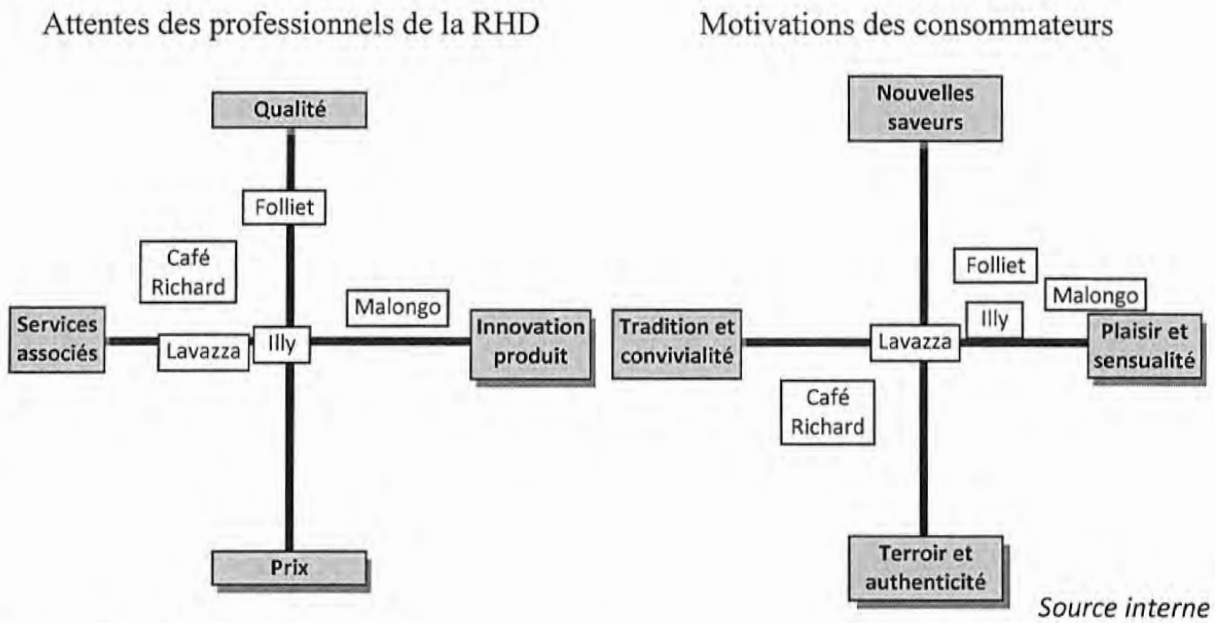 Attentes des professionnels de la RHD
Qualité
Folliet
Café
Richard
Malongo
Services
associés
Lavazza
Illy
Innovation
produit
Prix
Motivations des consommateurs
Nouvelles
saveurs
Folliet
Malongo
Illy
Tradition et
convivialité
Lavazza
Plaisir et
sensualité
Café
Richard
Terroir et
authenticité
Source interne